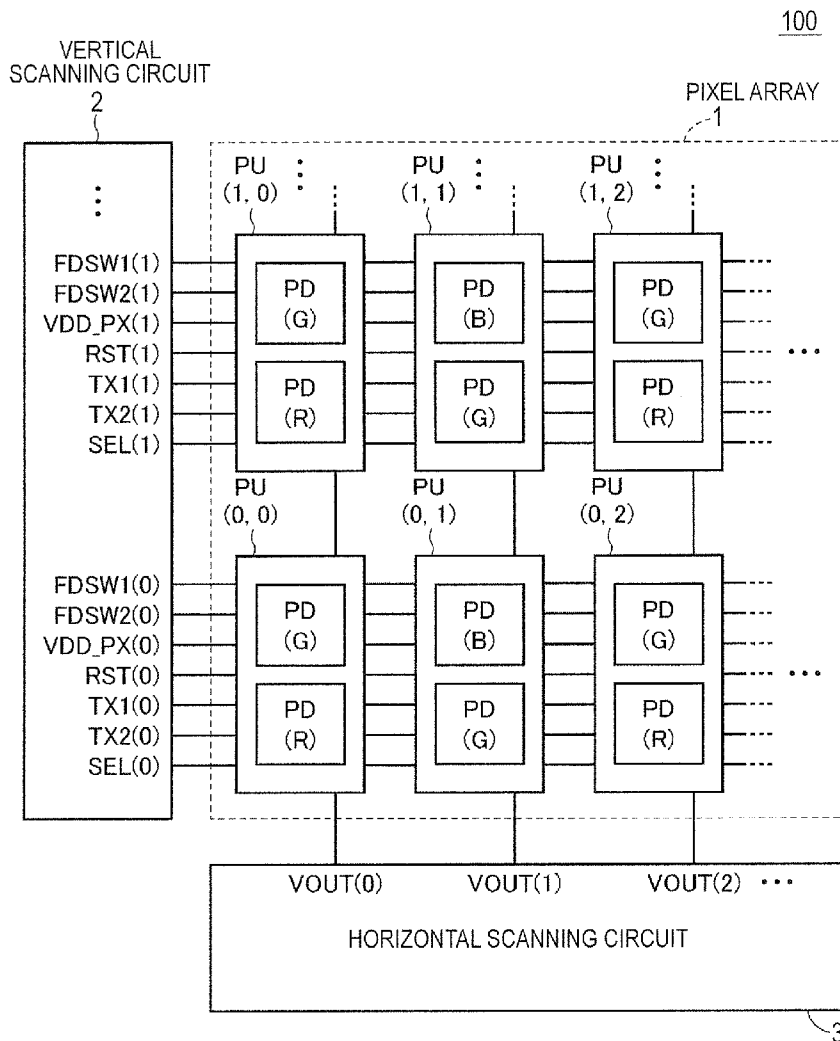 100
VERTICAL
SCANNING CIRCUIT
2
PIXEL ARRAY
1
PU
(1, 0)
PU
(1, 1)
PU
(1, 2)
FDSW1(1)
FDSW2(1)
VDD_PX(1)
RST(1)
TX1(1)
TX2(1)
SEL(1)
PD
(G)
PD
(B)
PD
(G)
PD
(R)
PD
(G)
PD
(R)
PU
(0, 0)
PU
(0, 1)
PU
(0, 2)
FDSW1(0)
FDSW2(0)
VDD_PX(0)
RST(0)
TX1(0)
TX2(0)
SEL(0)
PD
(G)
PD
(B)
PD
(G)
PD
(R)
PD
(G)
PD
(R)
VOUT(0) VOUT(1) VOUT(2) ···
HORIZONTAL SCANNING CIRCUIT
3